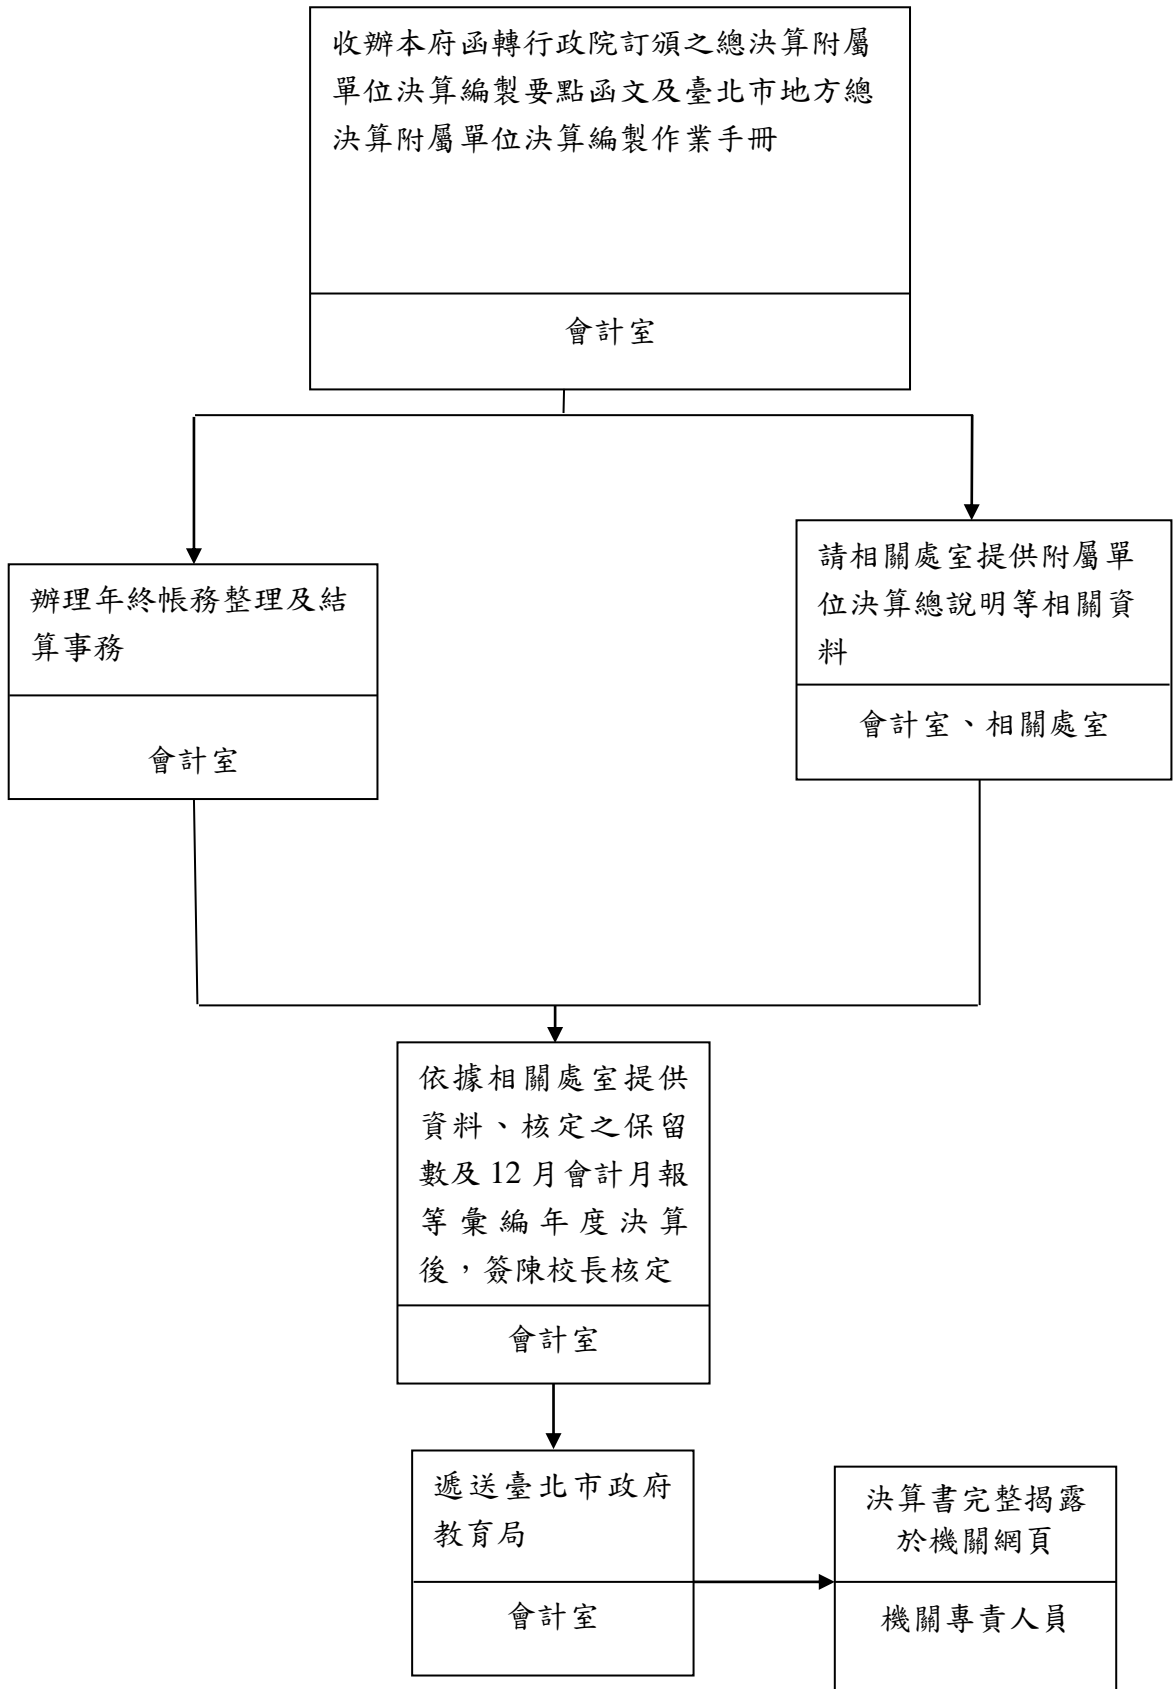 收辦本府函轉行政院訂頒之總決算附屬
單位決算編製要點函文及臺北市地方總
決算附屬單位決算編製作業手冊
會計室
辦理年終帳務整理及結
算事務
會計室
請相關處室提供附屬單
位決算總說明等相關資
料
會計室、相關處室
依據相關處室提供
資料、核定之保留
數及 12 月會計月報
等彙編年度決算
後，簽陳校長核定
會計室
遞送臺北市政府
教育局
會計室
決算書完整揭露
於機關網頁
機關專責人員